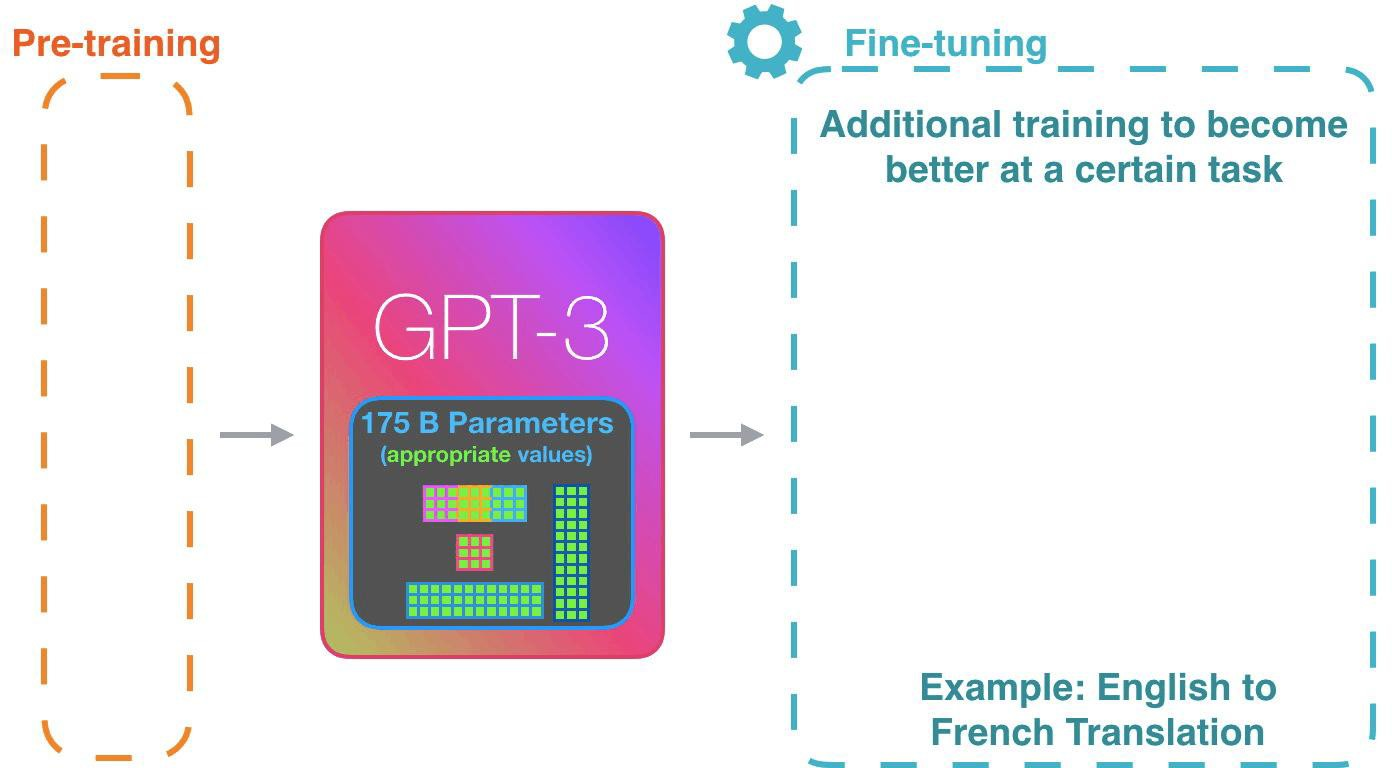 Pre-training
Fine-tuning
Additional training to become
better at a certain task
GPT-3
175 B Parameters
(appropriate values)
Example: English to
French Translation